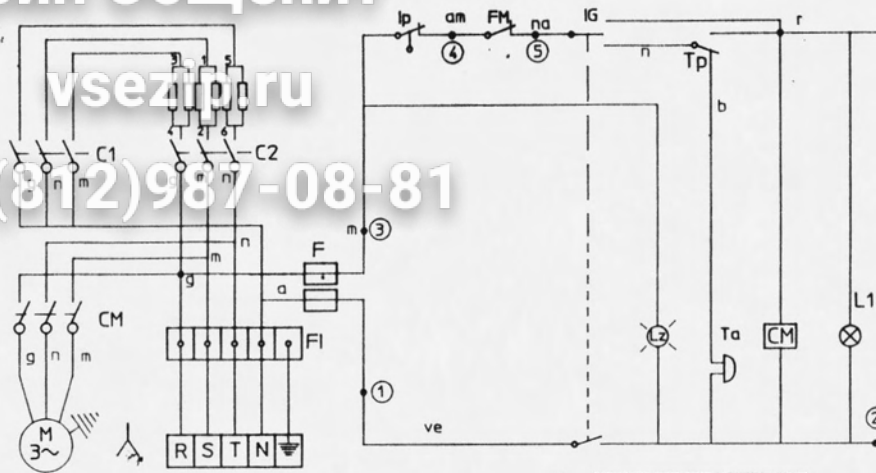 Ip am FM na IG r
4 5 n Tp
3 1 5
vsezip.ru b
4 2 6
C1 C2
n m g m n
(812)987-08-81
m 3
n F
m
g a
CM L1
Lz Ta CM
g n m FI
1 2
M 3~ ve
R S T N